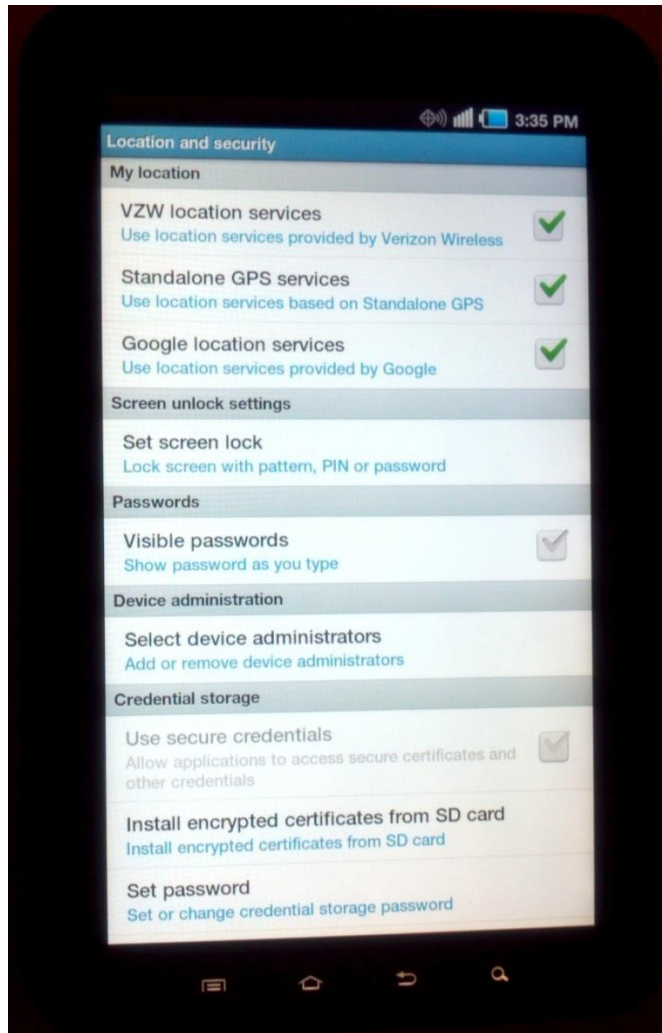 3:35 PM
Location and security
My location
VZW location services
Use location services provided by Verizon Wireless
Standalone GPS services
Use location services based on Standalone GPS
Google location services
Use location services provided by Google
Screen unlock settings
Set screen lock
Lock screen with pattern, PIN or password
Passwords
Visible passwords
Show password as you type
Device administration
Select device administrators
Add or remove device administrators
Credential storage
Use secure credentials
Allow applications to access secure certificates and
other credentials
Install encrypted certificates from SD card
Install encrypted certificates from SD card
Set password
Set or change credential storage password